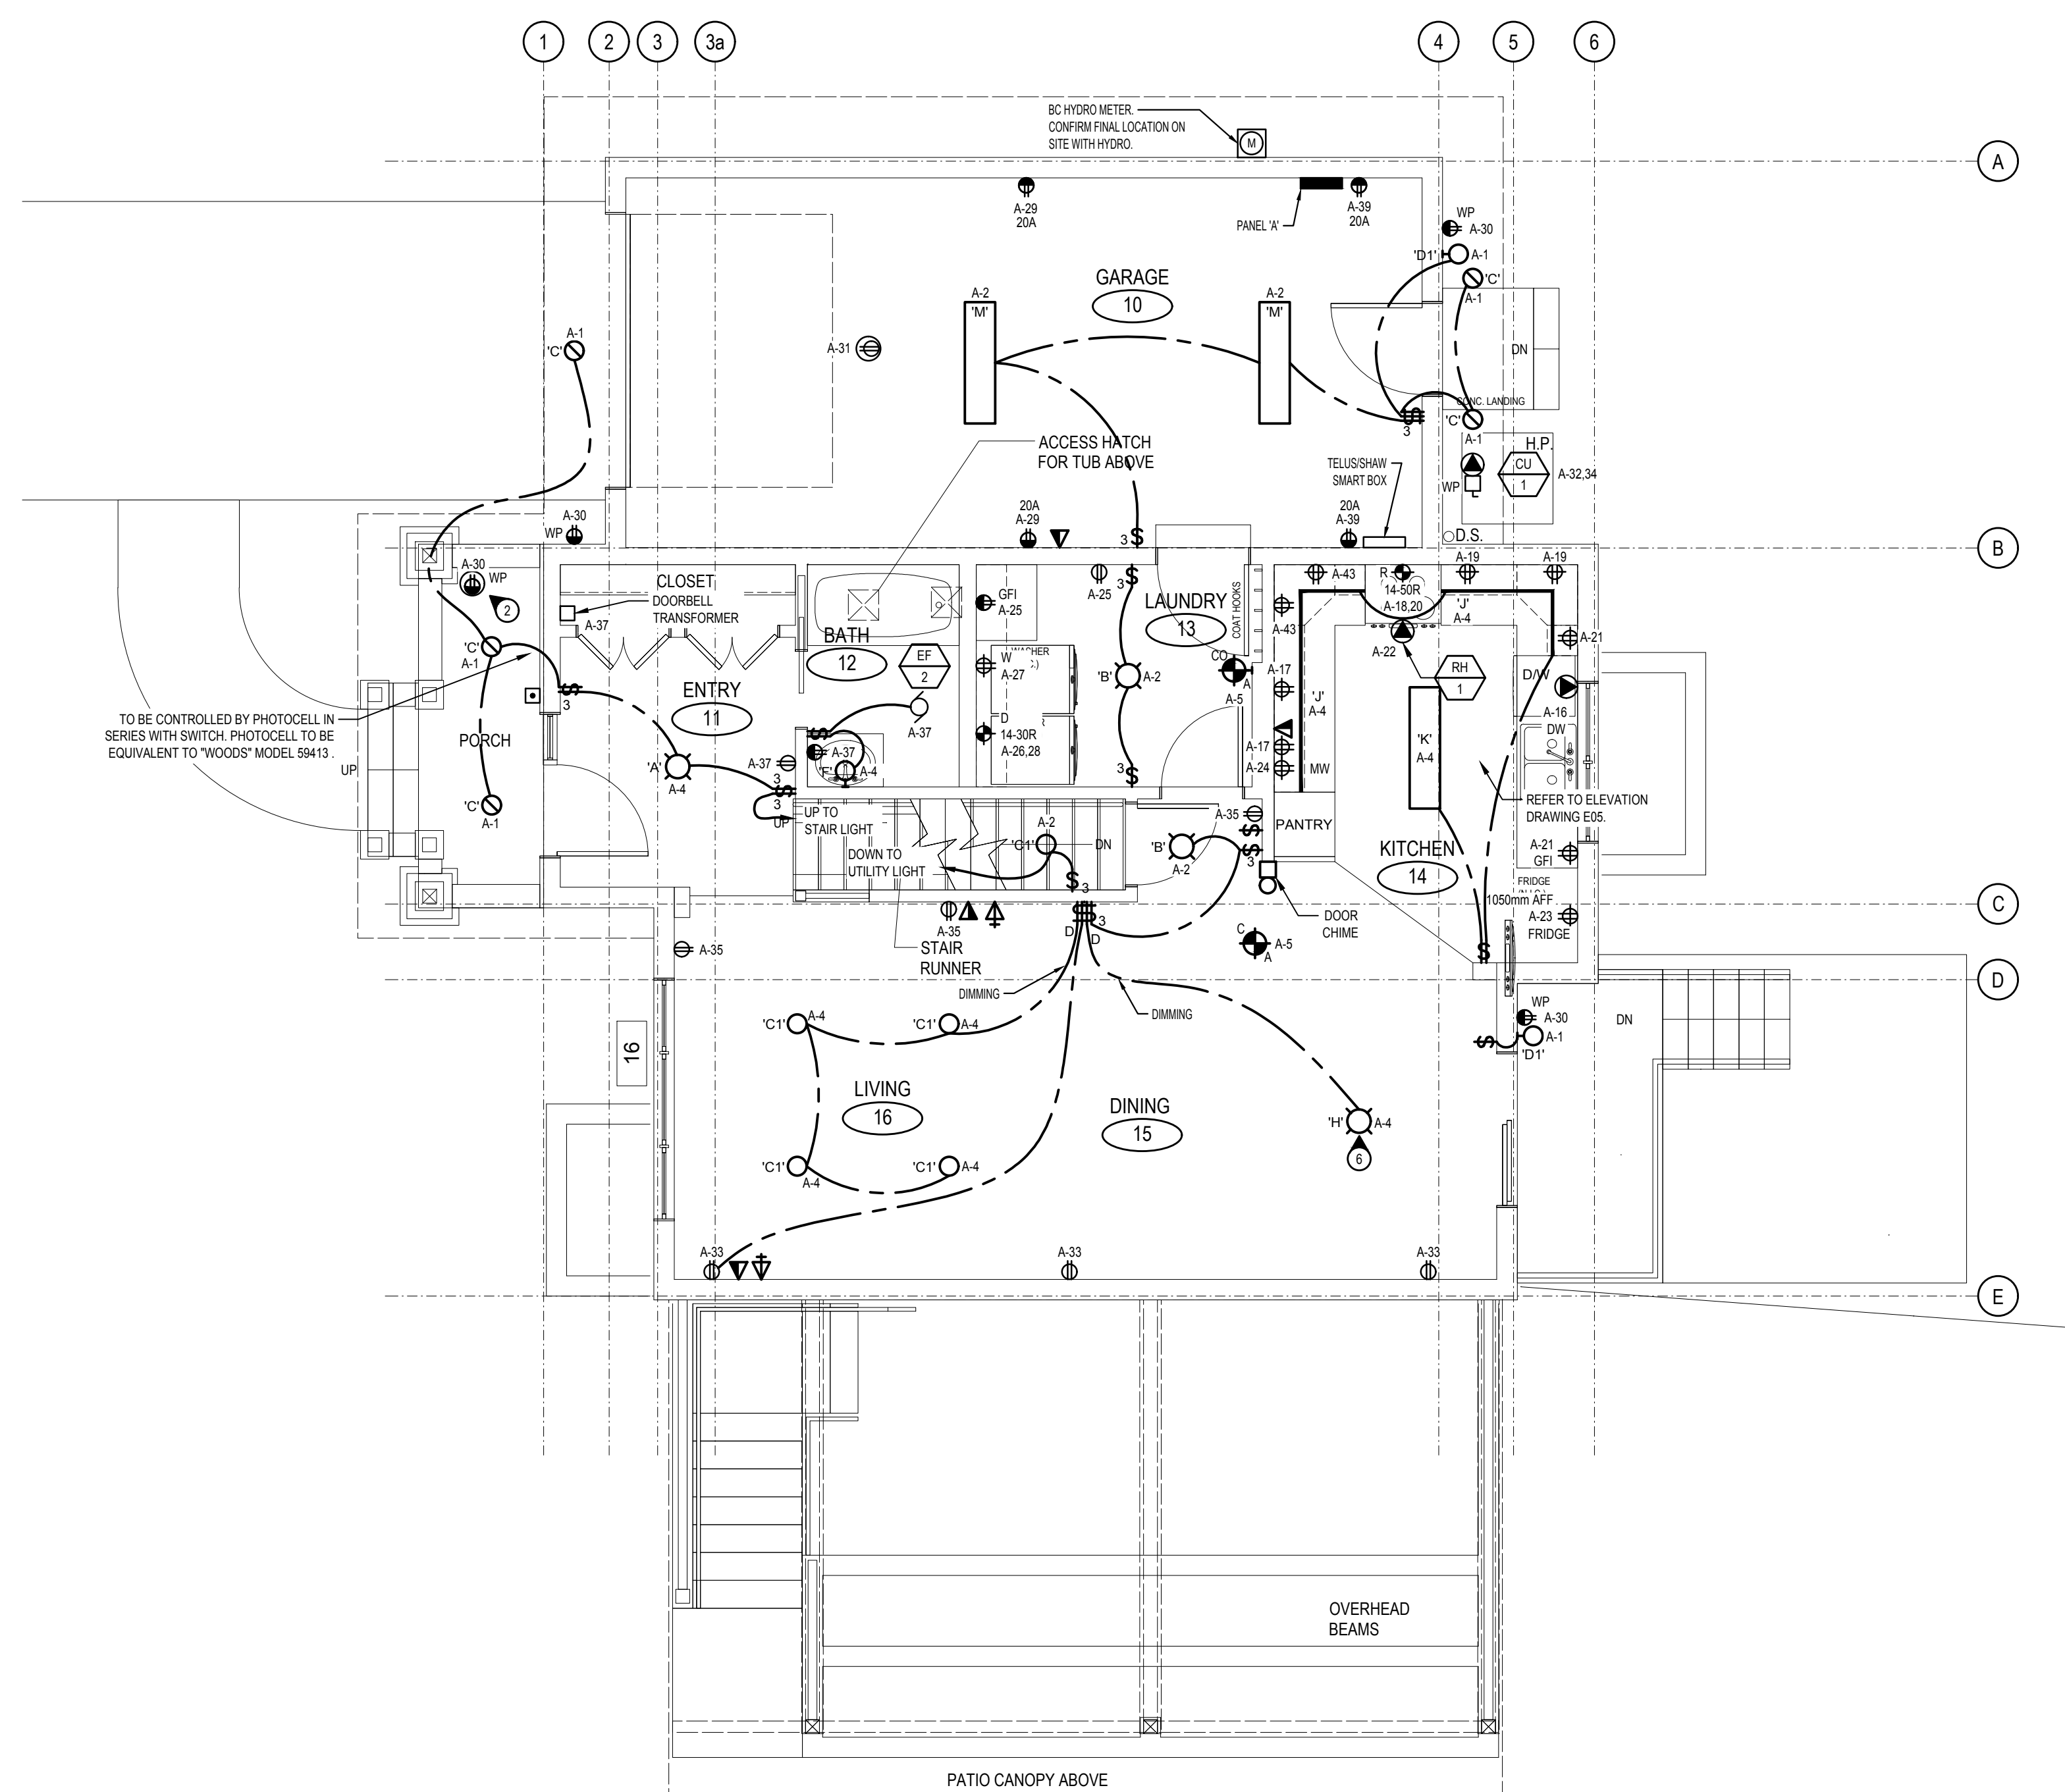 1
2
3
3a
4
5
6
BC HYDRO METER.
CONFIRM FINAL LOCATION ON
SITE WITH HYDRO.
M
A
A-29
20A
PANEL 'A'
A-39
20A
WP
A-30
'D1'
A-1
'C'
A-1
GARAGE
10
A-2
'M'
A-2
'M'
A-1
'C'
A-31
DN
CONC. LANDING
'C'
A-1
3
ACCESS HATCH
FOR TUB ABOVE
TELUS/SHAW
SMART BOX
H.P.
CU
1
A-32,34
WP
A-30
WP
20A
A-29
3
20A
A-39
D.S.
B
A-30
WP
2
CLOSET
DOORBELL
TRANSFORMER
A-37
BATH
12
EF
2
GFI
A-25
A-25
3
LAUNDRY
13
COAT HOOKS
A-43
A-43
R
14-50R
A-18,20
A-19
A-19
'J'
A-4
A-21
A-22
RH
1
D/W
A-16
DW
'C'
A-1
3
ENTRY
11
W
A-27
D
14-30R
A-26,28
'B'
A-2
CO
A
A-5
A-17
'J'
A-4
A-17
A-24
MW
'K'
A-4
TO BE CONTROLLED BY PHOTOCELL IN
SERIES WITH SWITCH. PHOTOCELL TO BE
EQUIVALENT TO "WOODS" MODEL 59413 .
UP
PORCH
'A'
A-4
A-37
3
3
UP
A-37
A-37
'F'
A-4
3
'C'
A-1
UP TO
STAIR LIGHT
DOWN TO
UTILITY LIGHT
A-2
'C1'
DN
'B'
A-2
A-35
3
PANTRY
KITCHEN
14
REFER TO ELEVATION
DRAWING E05.
A-21
GFI
FRIDGE
1050mm AFF
A-23
FRIDGE
DOOR
CHIME
C
A-35
STAIR
RUNNER
A-35
3
D
D
C
A-5
A
D
DIMMING
DIMMING
WP
A-30
A-1
'D1'
DN
16
'C1'
A-4
'C1'
A-4
LIVING
16
DINING
15
'H'
A-4
6
'C1'
A-4
'C1'
A-4
A-33
A-33
A-33
E
OVERHEAD
BEAMS
PATIO CANOPY ABOVE